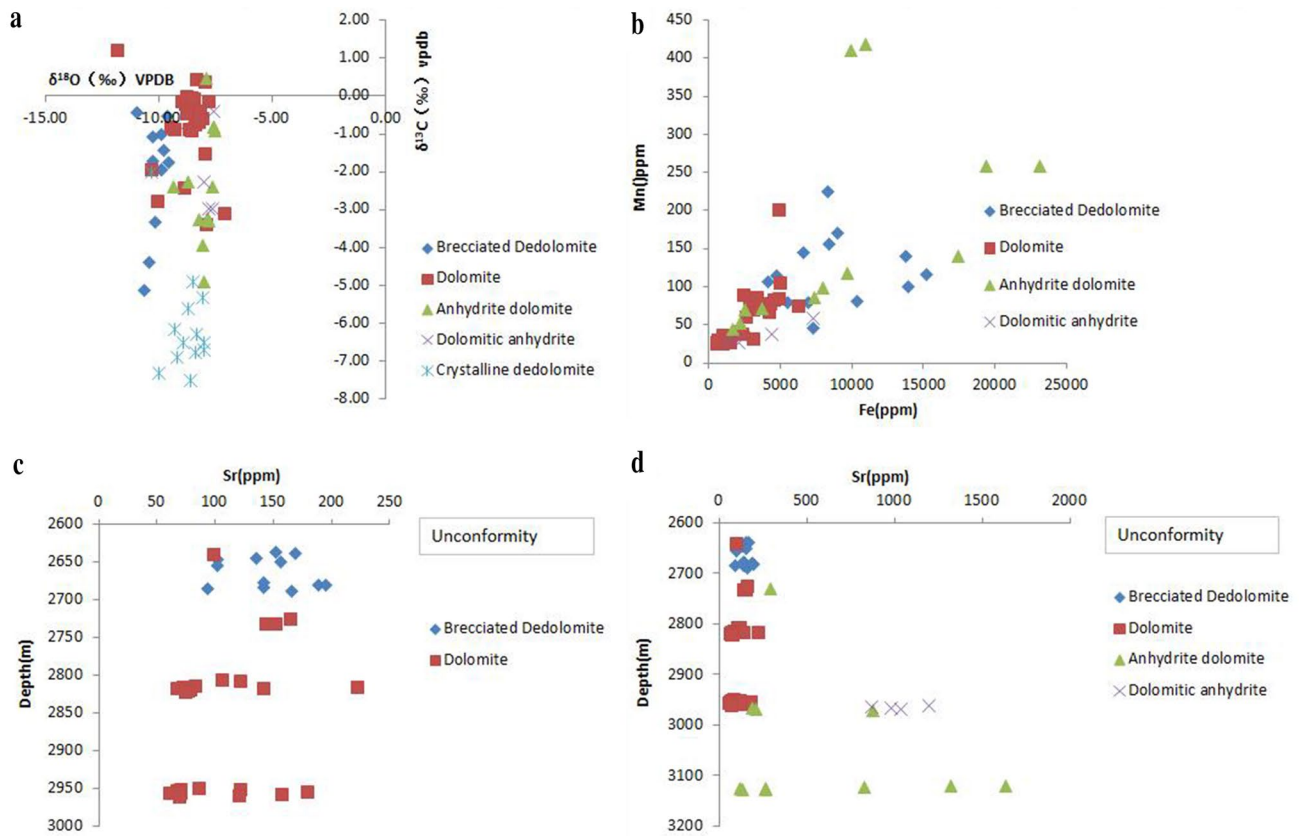 a
2.00
1.00
0.00
-1.00
-2.00
-3.00
-4.00
-5.00
-6.00
-7.00
-8.00
δ¹⁸O (‰) VPDB
-15.00
-10.00
-5.00
0.00
δ¹³C (‰) vpdb
Brecciated Dedolomite
Dolomite
Anhydrite dolomite
Dolomitic anhydrite
Crystalline dedolomite
b
450
400
350
300
250
200
150
100
50
0
Mn()ppm
0
5000
10000
15000
20000
25000
Fe(ppm)
Brecciated Dedolomite
Dolomite
Anhydrite dolomite
Dolomitic anhydrite
c
Sr(ppm)
0
50
100
150
200
250
2600
2650
2700
2750
2800
2850
2900
2950
3000
Depth(m)
Unconformity
Brecciated Dedolomite
Dolomite
d
Sr(ppm)
0
500
1000
1500
2000
2600
2700
2800
2900
3000
3100
3200
Depth(m)
Unconformity
Brecciated Dedolomite
Dolomite
Anhydrite dolomite
Dolomitic anhydrite